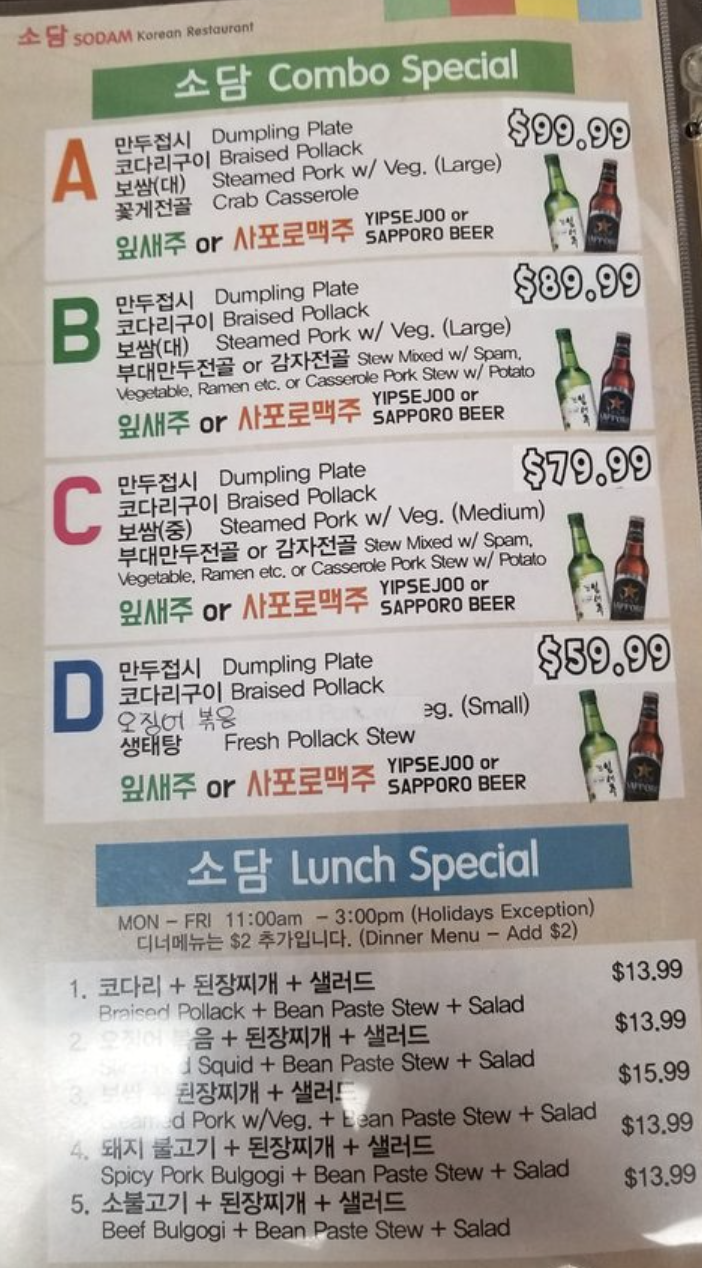 소담 SODAM Korean Restaurant
소담 Combo Special
A
$99.99
만두접시 Dumpling Plate
코다리구이 Braised Pollack
보쌈(대) Steamed Pork w/ Veg. (Large)
꽃게전골 Crab Casserole
잎새주 or 사포로맥주 YIPSEJOO or SAPPORO BEER
B
$89.99
만두접시 Dumpling Plate
코다리구이 Braised Pollack
보쌈(대) Steamed Pork w/ Veg. (Large)
부대만두전골 or 감자전골 Stew Mixed w/ Spam,
Vegetable, Ramen etc. or Casserole Pork Stew w/ Potato
잎새주 or 사포로맥주 YIPSEJOO or SAPPORO BEER
C
$79.99
만두접시 Dumpling Plate
코다리구이 Braised Pollack
보쌈(중) Steamed Pork w/ Veg. (Medium)
부대만두전골 or 감자전골 Stew Mixed w/ Spam,
Vegetable, Ramen etc. or Casserole Pork Stew w/ Potato
잎새주 or 사포로맥주 YIPSEJOO or SAPPORO BEER
D
$59.99
만두접시 Dumpling Plate
코다리구이 Braised Pollack
오징어 볶음 eg. (Small)
생태탕 Fresh Pollack Stew
잎새주 or 사포로맥주 YIPSEJOO or SAPPORO BEER
소담 Lunch Special
MON - FRI 11:00am - 3:00pm (Holidays Exception)
디너메뉴는 $2 추가입니다. (Dinner Menu - Add $2)
1. 코다리 + 된장찌개 + 샐러드 $13.99
Braised Pollack + Bean Paste Stew + Salad
2. 오징어 볶음 + 된장찌개 + 샐러드 $13.99
Squid + Bean Paste Stew + Salad
3. 보쌈 + 된장찌개 + 샐러드 $15.99
Steamed Pork w/Veg. + Bean Paste Stew + Salad
4. 돼지 불고기 + 된장찌개 + 샐러드 $13.99
Spicy Pork Bulgogi + Bean Paste Stew + Salad
5. 소불고기 + 된장찌개 + 샐러드 $13.99
Beef Bulgogi + Bean Paste Stew + Salad